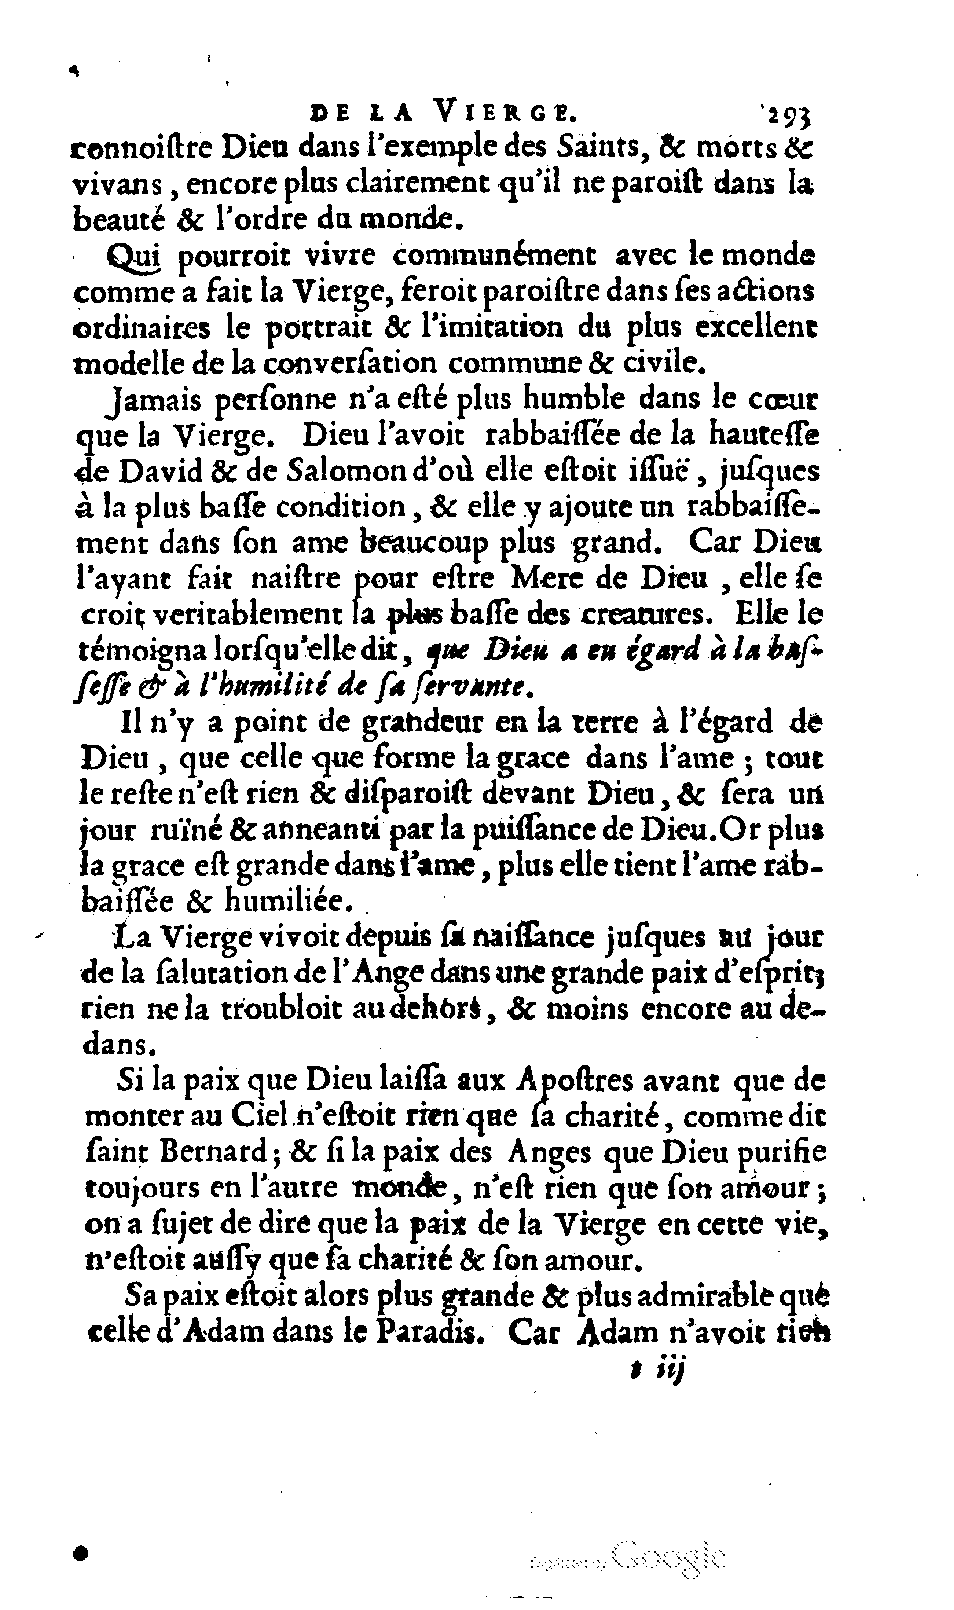 DE LA VIERGE. 293
connoiſtre Dieu dans l'exemple des Saints, & morts &
vivans, encore plus clairement qu'il ne paroiſt dans la
beauté & l'ordre du monde.
Qui pourroit vivre communément avec le monde
comme a fait la Vierge, feroit paroiſtre dans ſes actions
ordinaires le portrait & l'imitation du plus excellent
modelle de la converſation commune & civile.
Jamais perſonne n'a eſté plus humble dans le cœur
que la Vierge. Dieu l'avoit rabbaiſſée de la hauteſſe
de David & de Salomon d'où elle eſtoit iſſuë, juſques
à la plus baſſe condition, & elle y ajoute un rabbaiſſe-
ment dans ſon ame beaucoup plus grand. Car Dieu
l'ayant fait naiſtre pour eſtre Mere de Dieu, elle ſe
croit veritablement la plus baſſe des creatures. Elle le
témoigna lorſqu'elle dit, que Dieu a eu égard à la baſ-
ſeſſe & à l'humilité de ſa ſervante.
Il n'y a point de grandeur en la terre à l'égard de
Dieu, que celle que forme la grace dans l'ame; tout
le reſte n'eſt rien & diſparoiſt devant Dieu, & ſera un
jour ruïné & anneanti par la puiſſance de Dieu. Or plus
la grace eſt grande dans l'ame, plus elle tient l'ame rab-
baiſſée & humiliée.
La Vierge vivoit depuis ſa naiſſance juſques au jour
de la ſalutation de l'Ange dans une grande paix d'eſprit;
rien ne la troubloit au dehors, & moins encore au de-
dans.
Si la paix que Dieu laiſſa aux Apoſtres avant que de
monter au Ciel n'eſtoit rien que ſa charité, comme dit
ſaint Bernard; & ſi la paix des Anges que Dieu purifie
toujours en l'autre monde, n'eſt rien que ſon amour;
on a ſujet de dire que la paix de la Vierge en cette vie,
n'eſtoit auſſy que ſa charité & ſon amour.
Sa paix eſtoit alors plus grande & plus admirable que
celle d'Adam dans le Paradis. Car Adam n'avoit rien
t iij
Digitized by Google